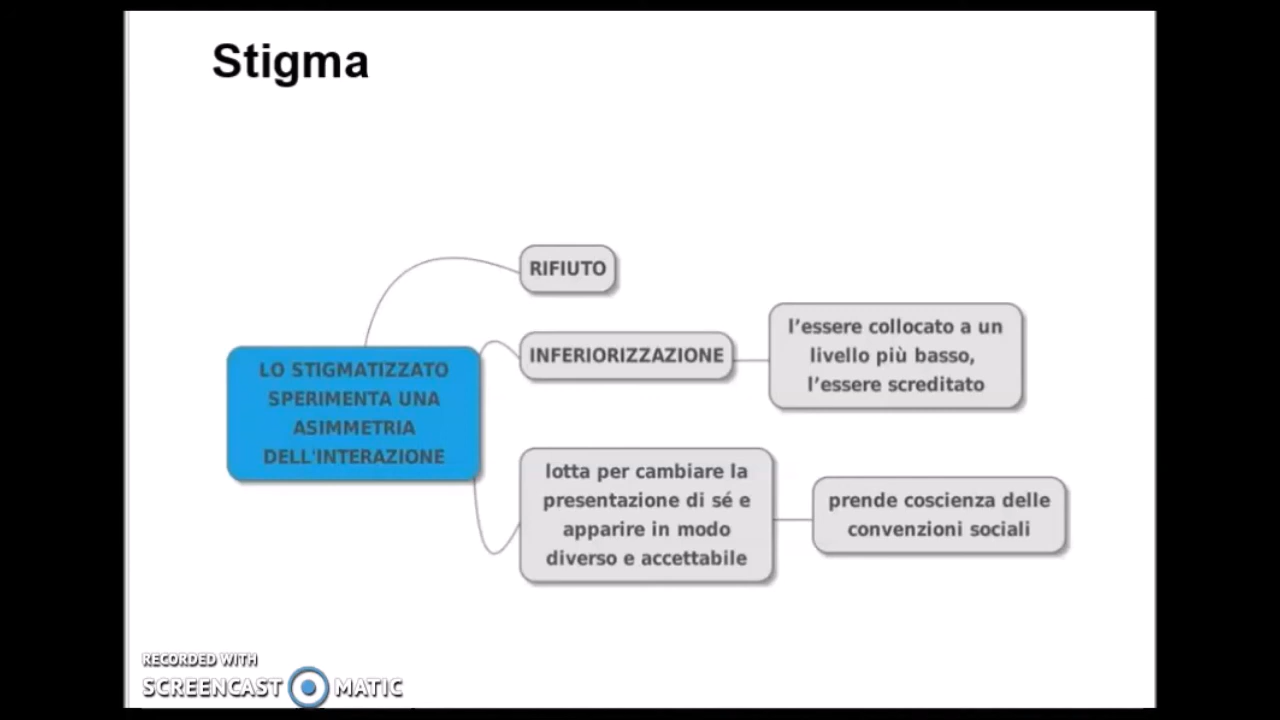 Stigma
RIFIUTO
LO STIGMATIZZATO
SPERIMENTA UNA
ASIMMETRIA
DELL'INTERAZIONE
INFERIORIZZAZIONE
l’essere collocato a un
livello più basso,
l’essere screditato
lotta per cambiare la
presentazione di sé e
apparire in modo
diverso e accettabile
prende coscienza delle
convenzioni sociali
RECORDED WITH
SCREENCAST MATIC